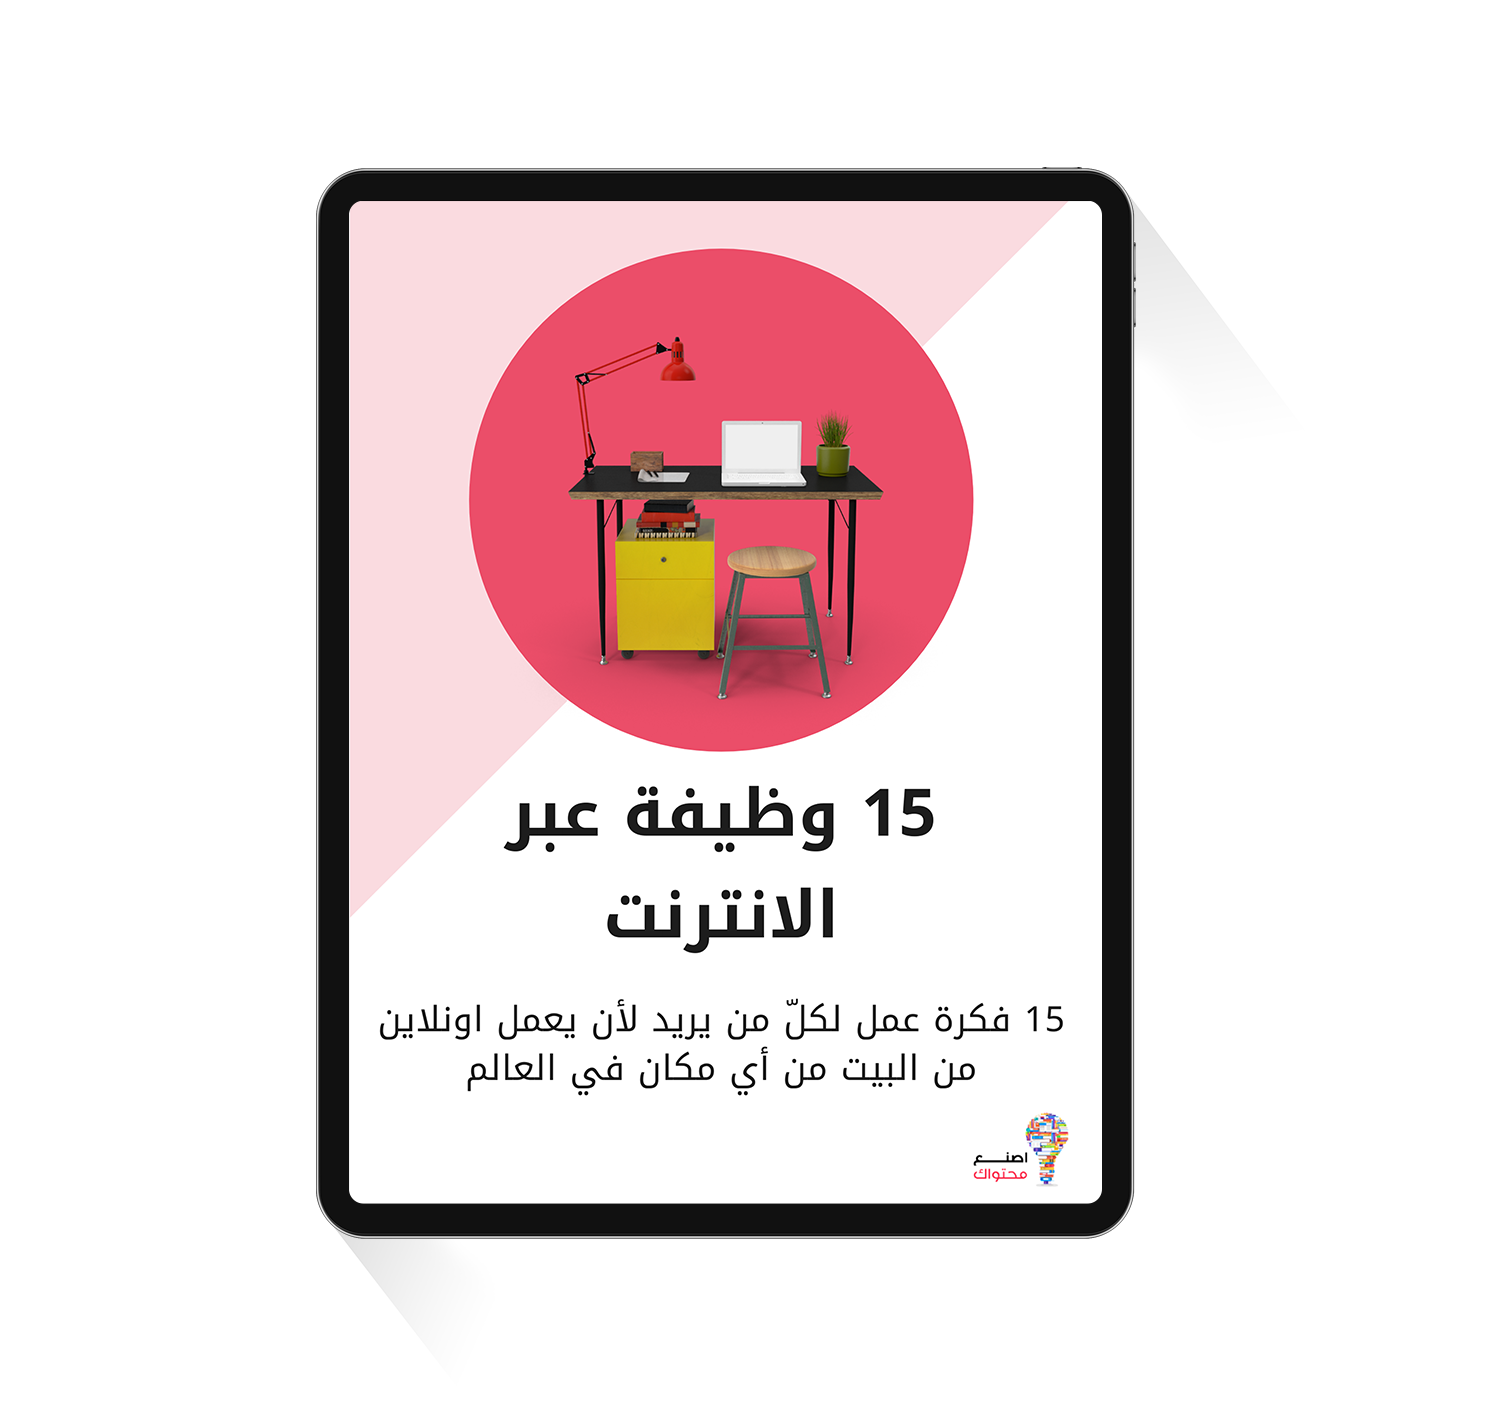 15 وظيفة عبر
الانترنت
15 فكرة عمل لكلّ من يريد لأن يعمل اونلاين
من البيت من أي مكان في العالم
اصنع
محتواك